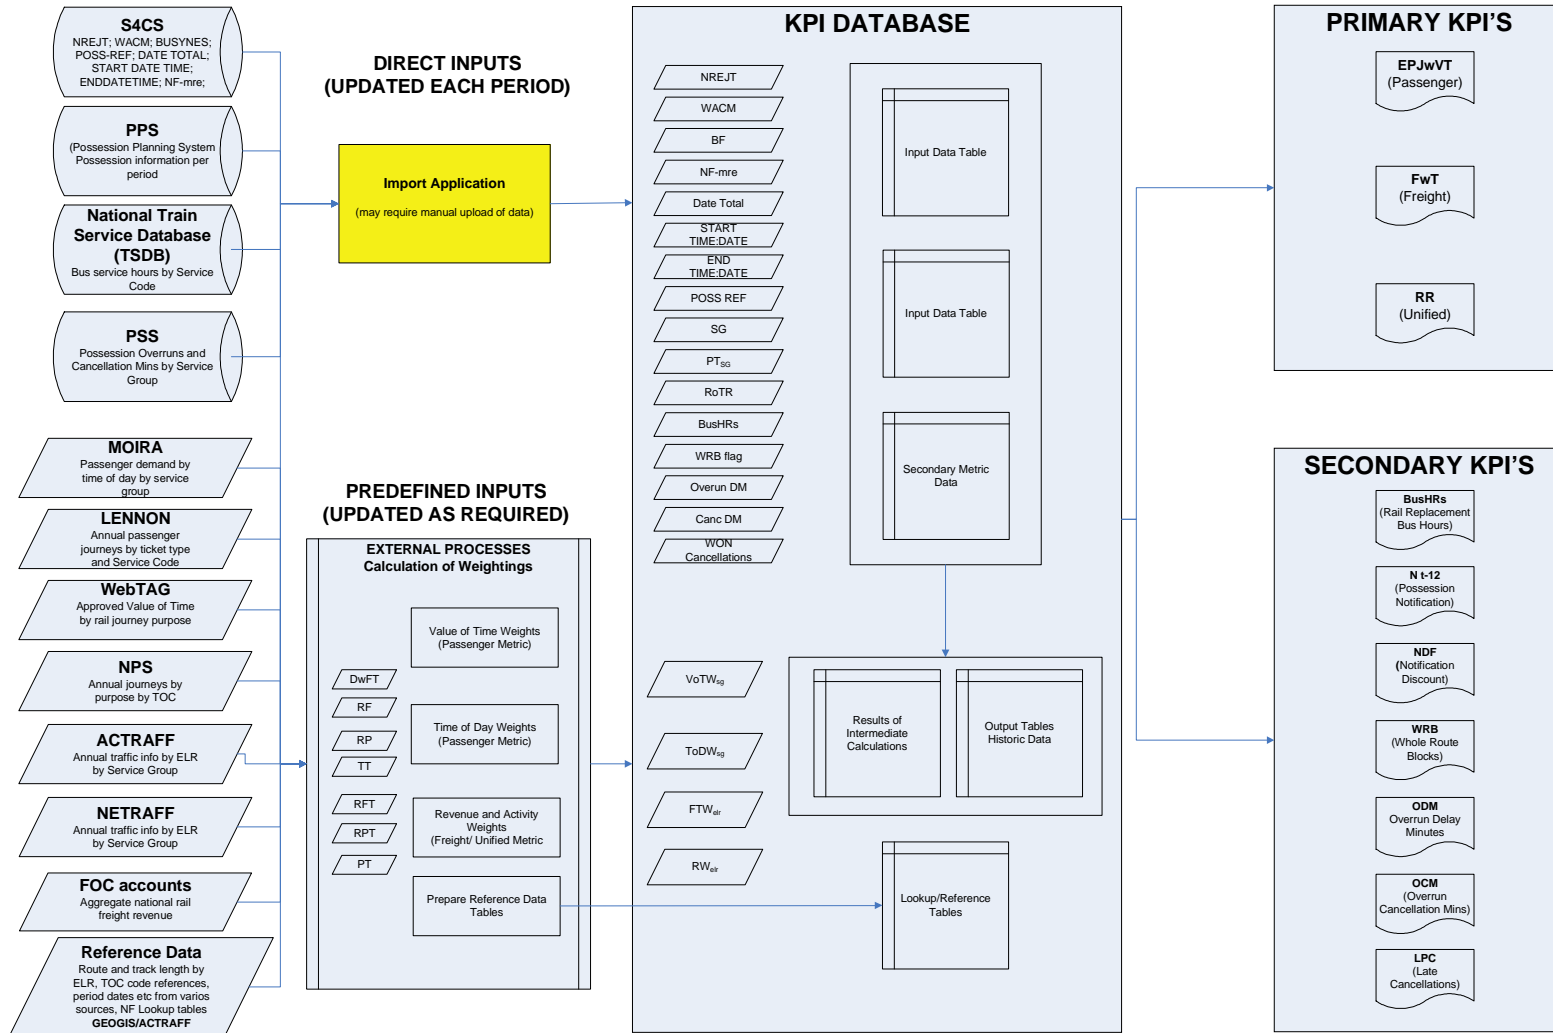 S4CS
NREJT; WACM; BUSYNES;
POSS-REF; DATE TOTAL;
START DATE TIME;
ENDDATETIME; NF-mre;
PPS
(Possession Planning System
Possession information per
period
National Train
Service Database
(TSDB)
Bus service hours by Service
Code
PSS
Possession Overruns and
Cancellation Mins by Service
Group
MOIRA
Passenger demand by
time of day by service
group
LENNON
Annual passenger
journeys by ticket type
and Service Code
WebTAG
Approved Value of Time
by rail journey purpose
NPS
Annual journeys by
purpose by TOC
ACTRAFF
Annual traffic info by ELR
by Service Group
NETRAFF
Annual traffic info by ELR
by Service Group
FOC accounts
Aggregate national rail
freight revenue
Reference Data
Route and track length by
ELR, TOC code references,
period dates etc from varios
sources, NF Lookup tables
GEOGIS/ACTRAFF
DIRECT INPUTS
(UPDATED EACH PERIOD)
Import Application
(may require manual upload of data)
PREDEFINED INPUTS
(UPDATED AS REQUIRED)
EXTERNAL PROCESSES
Calculation of Weightings
DwFT
RF
RP
TT
RFT
RPT
PT
Value of Time Weights
(Passenger Metric)
Time of Day Weights
(Passenger Metric)
Revenue and Activity
Weights
(Freight/ Unified Metric
Prepare Reference Data
Tables
KPI DATABASE
NREJT
WACM
BF
NF-mre
Date Total
START
TIME:DATE
END
TIME:DATE
POSS REF
SG
PTSG
RoTR
BusHRs
WRB flag
Overun DM
Canc DM
WON
Cancellations
VoTWsg
ToDWsg
FTWelr
RWelr
Input Data Table
Input Data Table
Secondary Metric
Data
Results of
Intermediate
Calculations
Output Tables
Historic Data
Lookup/Reference
Tables
PRIMARY KPI'S
EPJwVT
(Passenger)
FwT
(Freight)
RR
(Unified)
SECONDARY KPI'S
BusHRs
(Rail Replacement
Bus Hours)
N t-12
(Possession
Notification)
NDF
(Notification
Discount)
WRB
(Whole Route
Blocks)
ODM
Overrun Delay
Minutes
OCM
(Overrun
Cancellation Mins)
LPC
(Late
Cancellations)